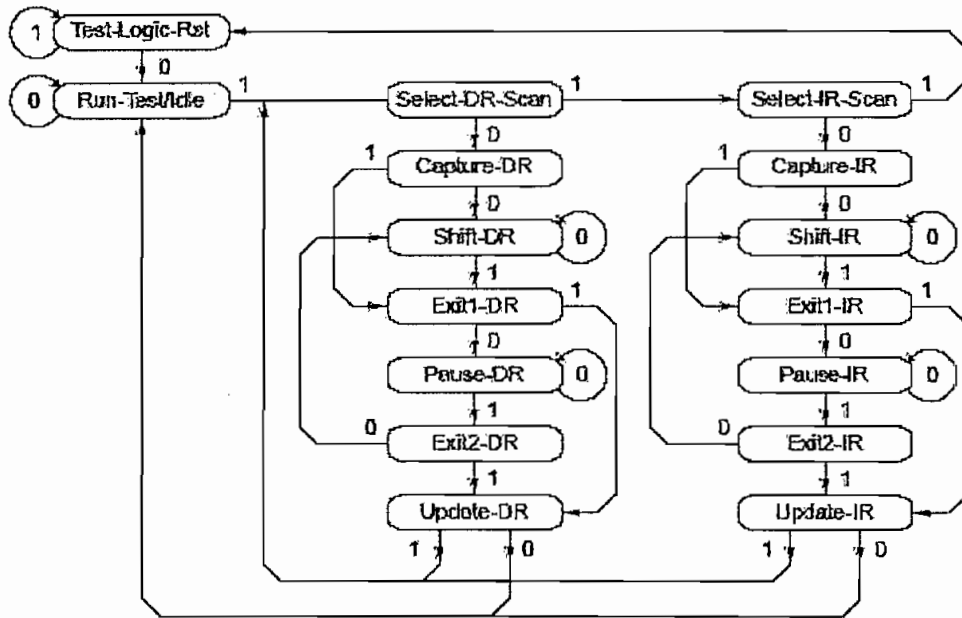 1 Test-Logic-Rst
0
0 Run-Test/Idle 1 Select-DR-Scan 1 Select-IR-Scan 1
0 0
1 Capture-DR 1 Capture-IR
0 0
Shift-DR 0 Shift-IR 0
1 1
Exit1-DR 1 Exit1-IR 1
0 0
Pause-DR 0 Pause-IR 0
1 1
0 Exit2-DR 0 Exit2-IR
1 1
Update-DR Update-IR
1 0 1 0